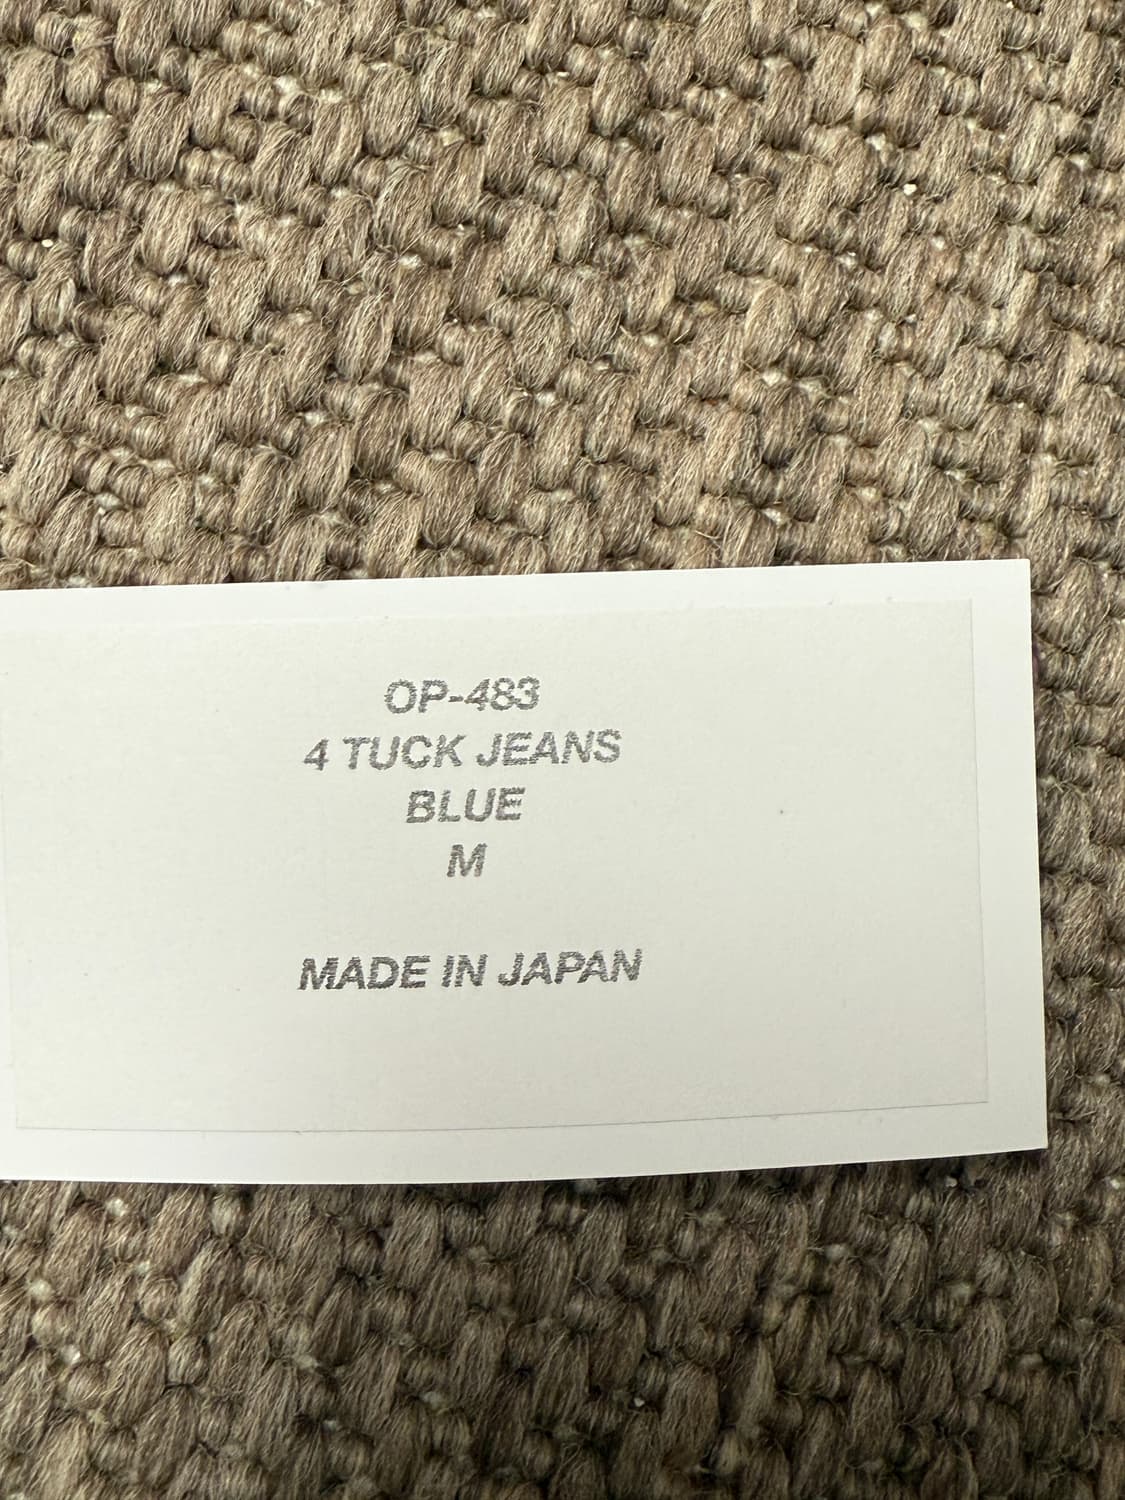 OP-483
4 TUCK JEANS
BLUE
M
MADE IN JAPAN